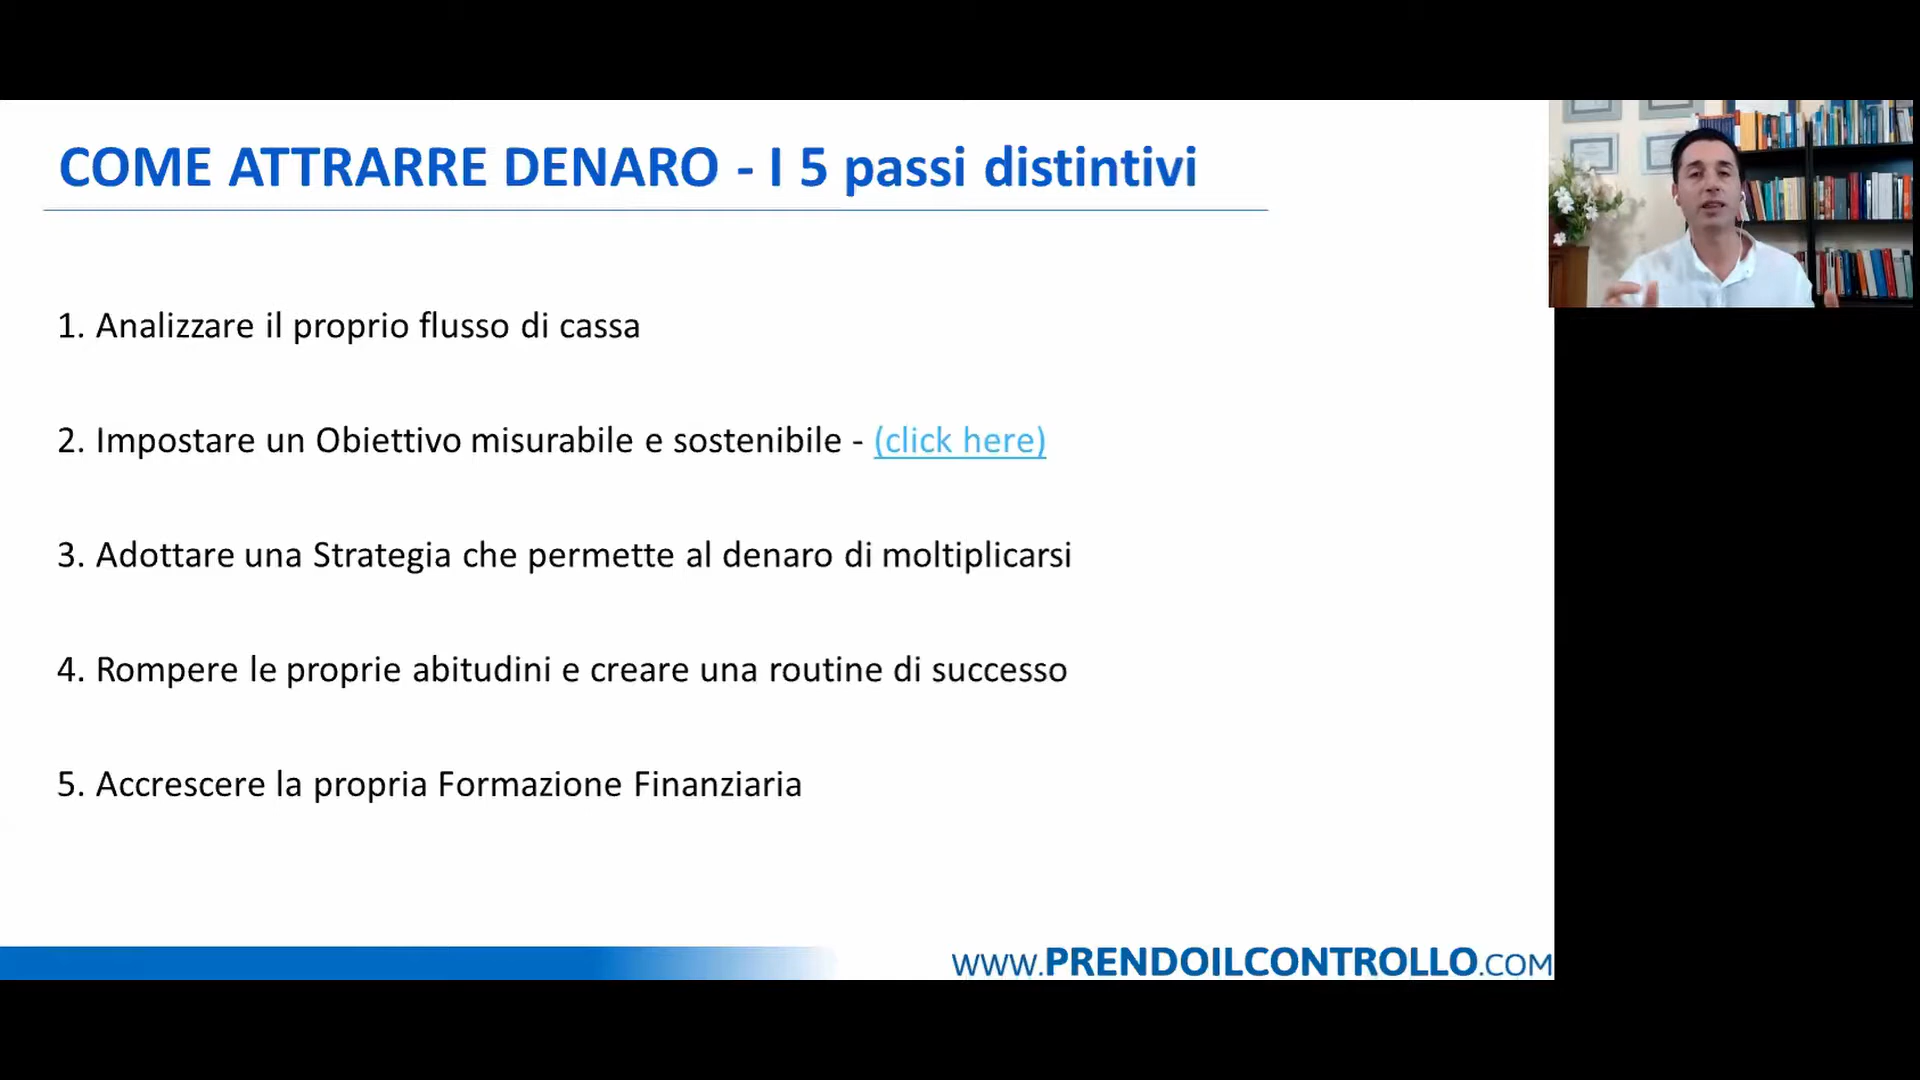 COME ATTRARRE DENARO - I 5 passi distintivi
1. Analizzare il proprio flusso di cassa
2. Impostare un Obiettivo misurabile e sostenibile - (click here)
3. Adottare una Strategia che permette al denaro di moltiplicarsi
4. Rompere le proprie abitudini e creare una routine di successo
5. Accrescere la propria Formazione Finanziaria
WWW.PRENDOILCONTROLLO.COM